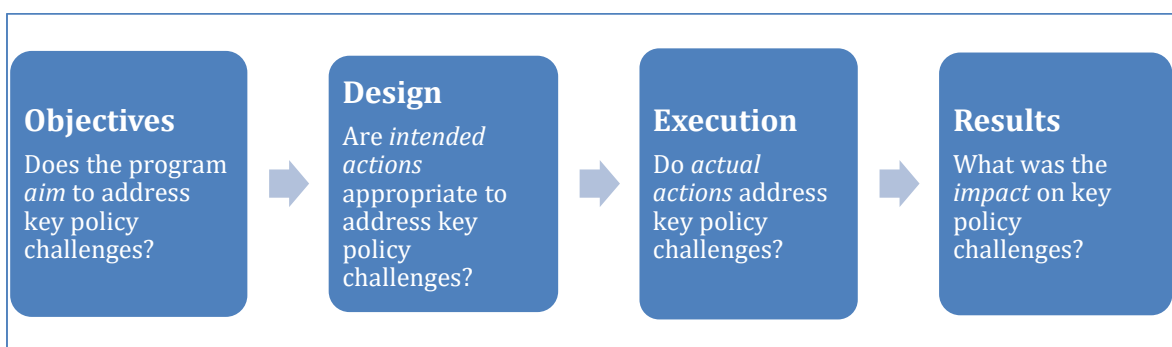 Objectives
Does the program
aim to address
key policy
challenges?
Design
Are intended
actions
appropriate to
address key
policy
challenges?
Execution
Do actual
actions address
key policy
challenges?
Results
What was the
impact on key
policy
challenges?